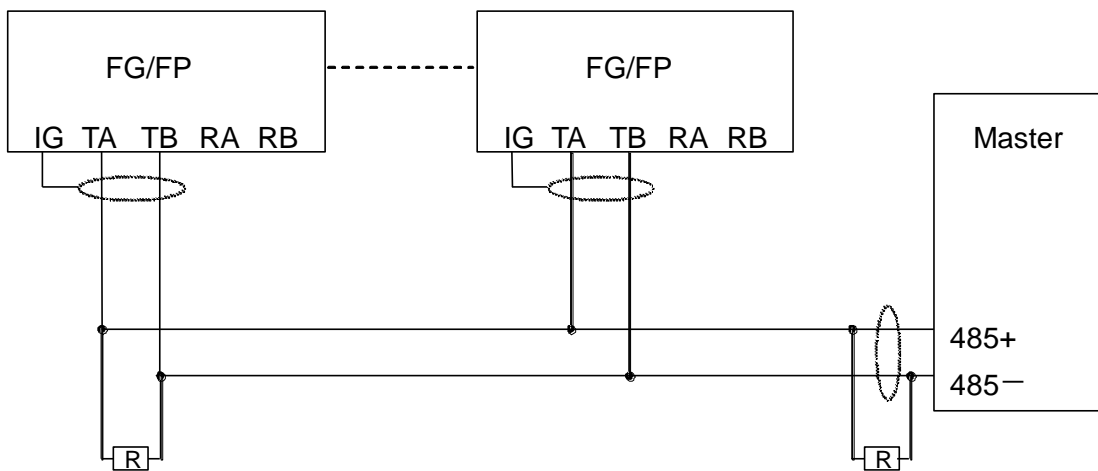 FG/FP
FG/FP
IG TA TB RA RB
IG TA TB RA RB
Master
485+
485—
R
R